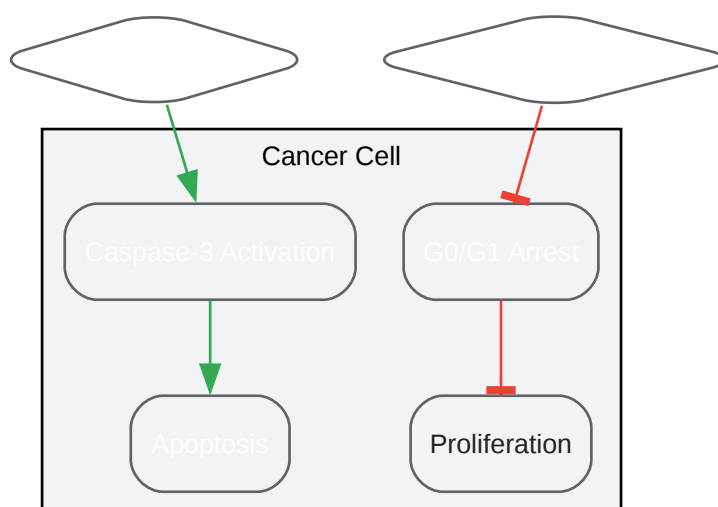 Cancer Cell
Caspase-3 Activation
G0/G1 Arrest
Apoptosis
Proliferation